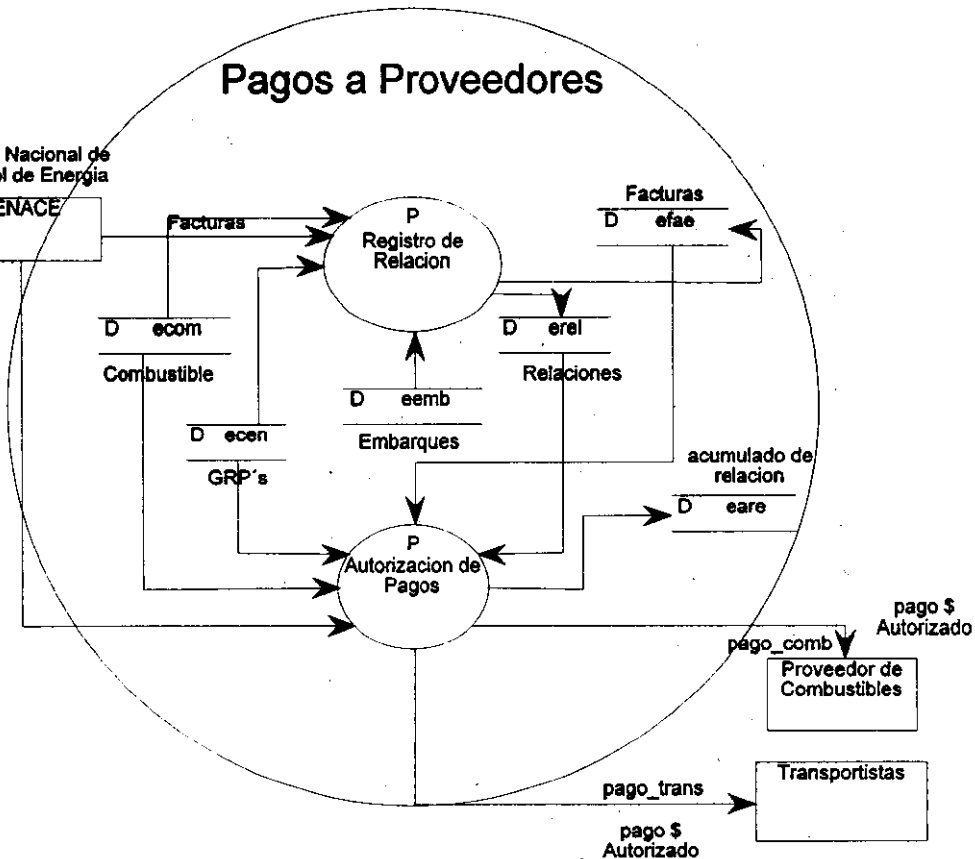 Pagos a Proveedores
Nacional de
l de Energia
ENACE
Facturas
P
Registro de
Relacion
Facturas
D efae
D ecom
Combustible
D erel
Relaciones
D eemb
Embarques
D ecen
GRP´s
acumulado de
relacion
D eare
P
Autorizacion de
Pagos
pago $
Autorizado
pago_comb
Proveedor de
Combustibles
Transportistas
pago_trans
pago $
Autorizado